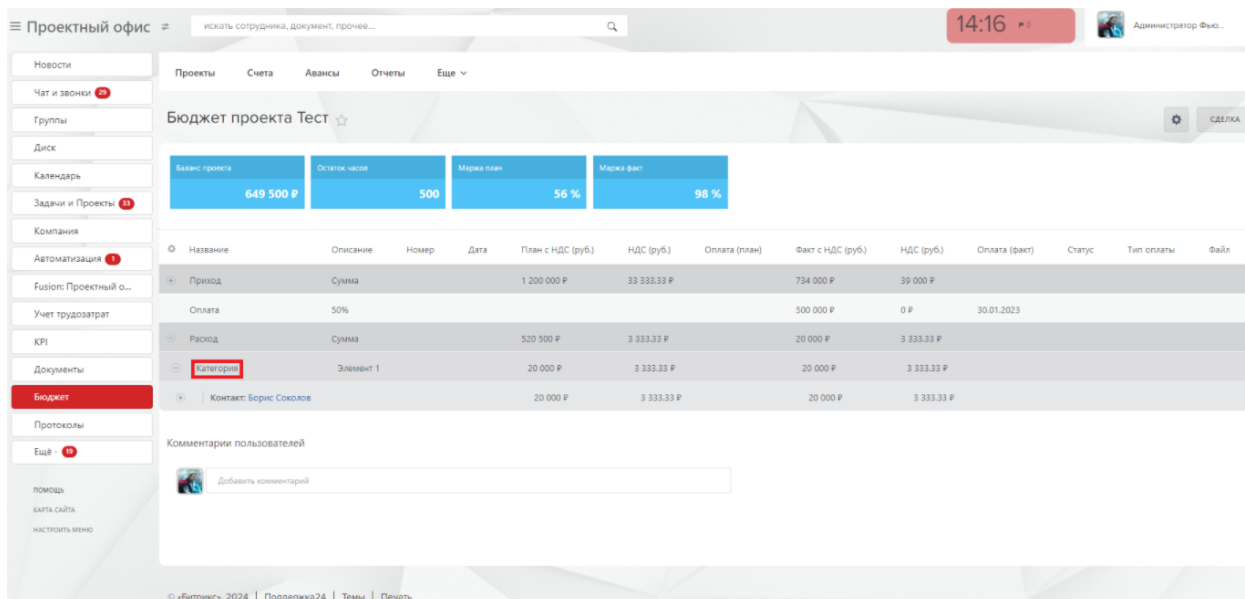 Проектный офис
искать сотрудника, документ, прочее...
14:16
0
Администратор Фью...
Новости
Чат и звонки 29
Группы
Диск
Календарь
Задачи и Проекты 33
Компания
Автоматизация 1
Fusion: Проектный о...
Учет трудозатрат
KPI
Документы
Бюджет
Протоколы
Ещё - 19
ПОМОЩЬ
КАРТА САЙТА
НАСТРОИТЬ МЕНЮ
Проекты Счета Авансы Отчеты Еще
Бюджет проекта Тест
СДЕЛКА
Баланс проекта Остаток часов Маржа план Маржа факт
649 500 ₽ 500 56 % 98 %
Название Описание Номер Дата План с НДС (руб.) НДС (руб.) Оплата (план) Факт с НДС (руб.) НДС (руб.) Оплата (факт) Статус Тип оплаты Файл
Приход Сумма 1 200 000 ₽ 33 333.33 ₽ 734 000 ₽ 39 000 ₽
Оплата 50% 500 000 ₽ 0 ₽ 30.01.2023
Расход Сумма 520 500 ₽ 3 333.33 ₽ 20 000 ₽ 3 333.33 ₽
Категория Элемент 1 20 000 ₽ 3 333.33 ₽ 20 000 ₽ 3 333.33 ₽
Контакт: Борис Соколов 20 000 ₽ 3 333.33 ₽ 20 000 ₽ 3 333.33 ₽
Комментарии пользователей
Добавить комментарий
© «Битрикс», 2024 | Поддержка24 | Темы | Печать